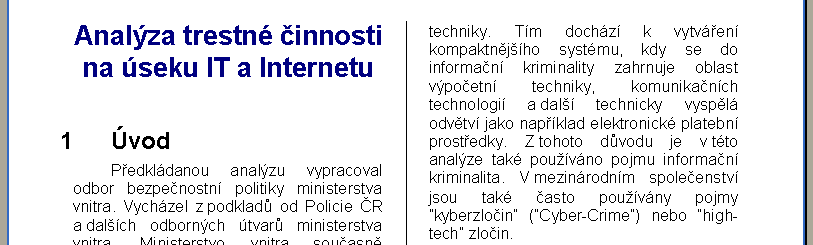 Analýza trestné činnosti
na úseku IT a Internetu
1 Úvod
Předkládanou analýzu vypracoval
odbor bezpečnostní politiky ministerstva
vnitra. Vycházel z podkladů od Policie ČR
a dalších odborných útvarů ministerstva
vnitra. Ministerstvo vnitra současně
techniky. Tím dochází k vytváření
kompaktnějšího systému, kdy se do
informační kriminality zahrnuje oblast
výpočetní techniky, komunikačních
technologií a další technicky vyspělá
odvětví jako například elektronické platební
prostředky. Z tohoto důvodu je v této
analýze také používáno pojmu informační
kriminalita. V mezinárodním společenství
jsou také často používány pojmy
"kyberzločin" ("Cyber-Crime") nebo "high-
tech" zločin.